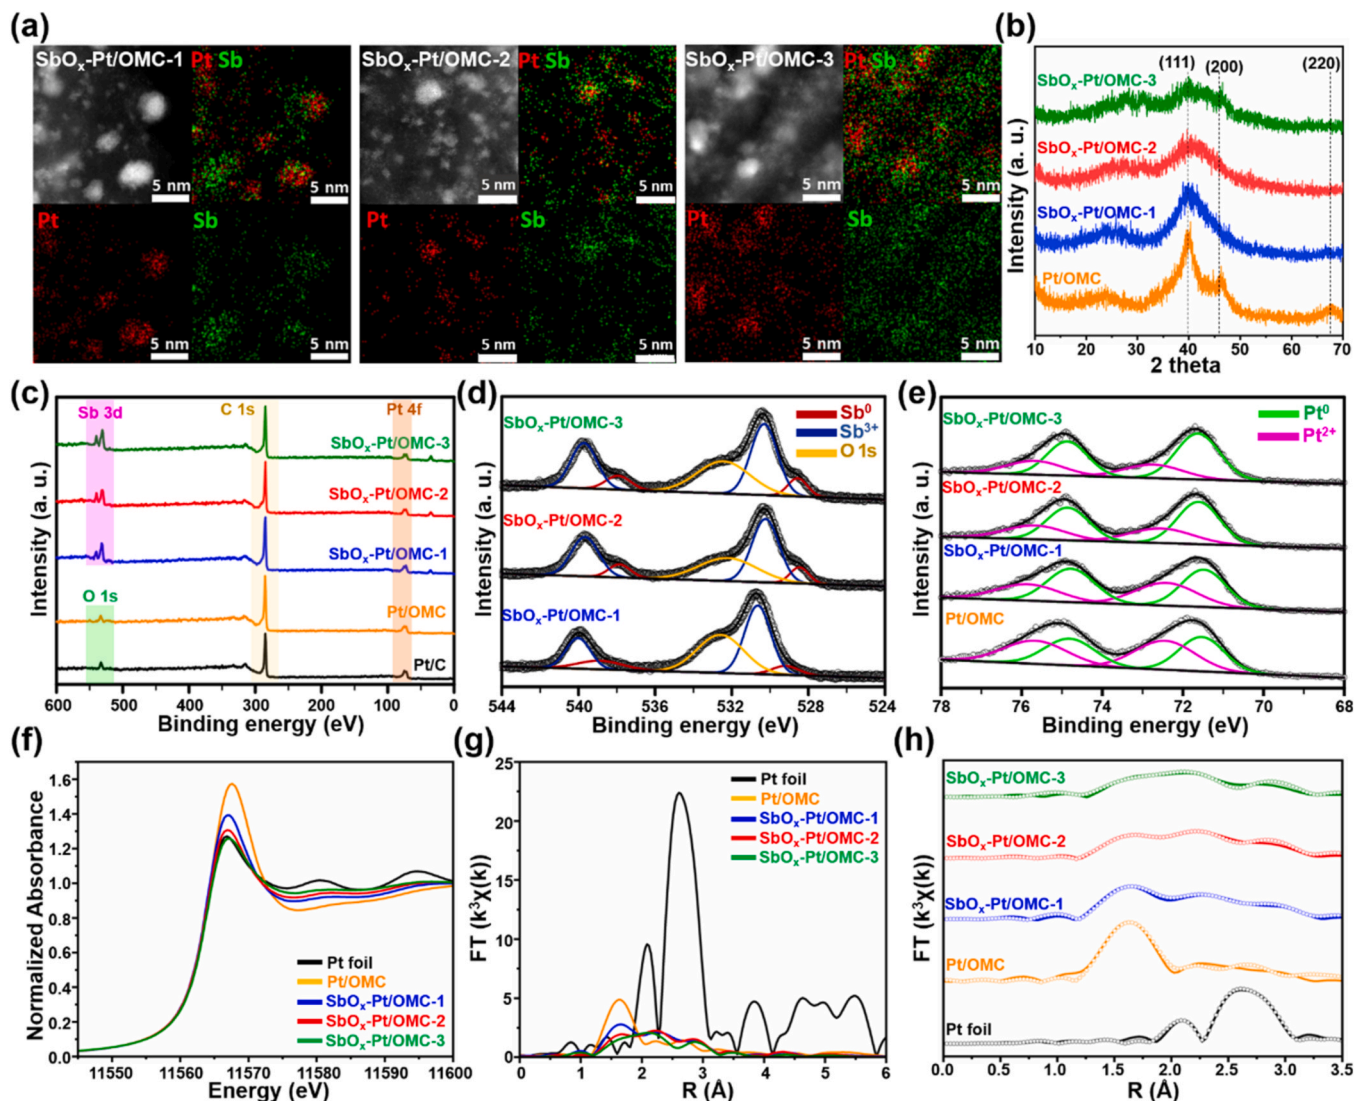 (a)
SbOₓ-Pt/OMC-1
Pt Sb
5 nm
5 nm
Pt
Sb
5 nm
5 nm
SbOₓ-Pt/OMC-2
Pt Sb
5 nm
5 nm
Pt
Sb
5 nm
5 nm
SbOₓ-Pt/OMC-3
Pt Sb
5 nm
5 nm
Pt
Sb
5 nm
5 nm
(b)
(111)
(200)
(220)
SbOₓ-Pt/OMC-3
SbOₓ-Pt/OMC-2
SbOₓ-Pt/OMC-1
Pt/OMC
Intensity (a. u.)
10 20 30 40 50 60 70
2 theta
(c)
Sb 3d
C 1s
Pt 4f
SbOₓ-Pt/OMC-3
SbOₓ-Pt/OMC-2
SbOₓ-Pt/OMC-1
O 1s
Pt/OMC
Pt/C
Intensity (a. u.)
600 500 400 300 200 100 0
Binding energy (eV)
(d)
SbOₓ-Pt/OMC-3
Sb⁰
Sb³⁺
O 1s
SbOₓ-Pt/OMC-2
SbOₓ-Pt/OMC-1
Intensity (a. u.)
544 540 536 532 528 524
Binding energy (eV)
(e)
SbOₓ-Pt/OMC-3
Pt⁰
Pt²⁺
SbOₓ-Pt/OMC-2
SbOₓ-Pt/OMC-1
Pt/OMC
Intensity (a. u.)
78 76 74 72 70 68
Binding energy (eV)
(f)
1.6
1.4
1.2
1.0
0.8
0.6
0.4
0.2
0.0
Normalized Absorbance
Pt foil
Pt/OMC
SbOₓ-Pt/OMC-1
SbOₓ-Pt/OMC-2
SbOₓ-Pt/OMC-3
11550 11560 11570 11580 11590 11600
Energy (eV)
(g)
25
20
15
10
5
0
FT (k³χ(k))
Pt foil
Pt/OMC
SbOₓ-Pt/OMC-1
SbOₓ-Pt/OMC-2
SbOₓ-Pt/OMC-3
0 1 2 3 4 5 6
R (Å)
(h)
SbOₓ-Pt/OMC-3
SbOₓ-Pt/OMC-2
SbOₓ-Pt/OMC-1
Pt/OMC
Pt foil
FT (k³χ(k))
0.0 0.5 1.0 1.5 2.0 2.5 3.0 3.5
R (Å)